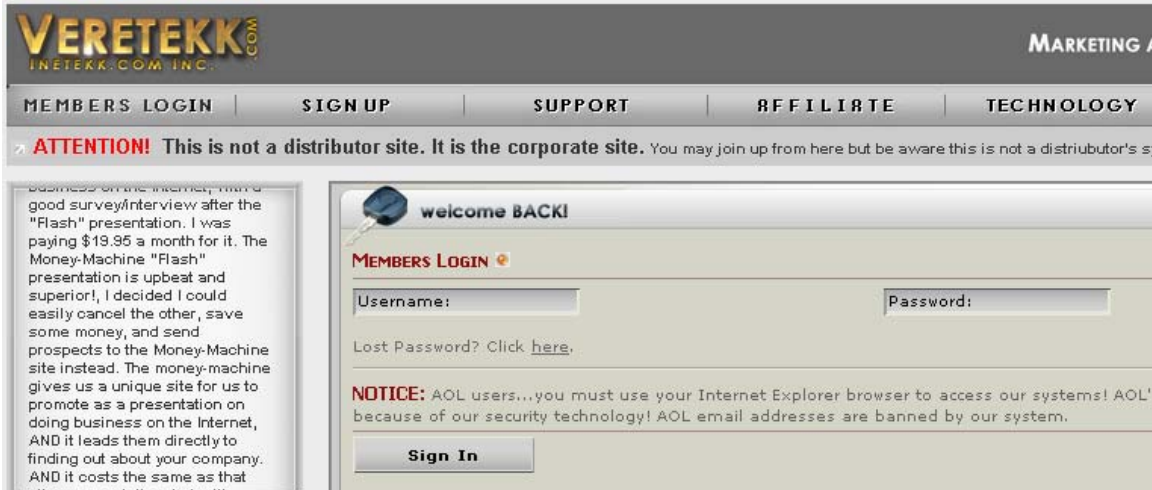 VERETEKK.COM
INETEKK.COM INC.
MARKETING A
MEMBERS LOGIN
SIGN UP
SUPPORT
AFFILIATE
TECHNOLOGY
ATTENTION! This is not a distributor site. It is the corporate site. You may join up from here but be aware this is not a distriubutor's s
business on the internet, with a
good survey/interview after the
"Flash" presentation. I was
paying $19.95 a month for it. The
Money-Machine "Flash"
presentation is upbeat and
superior!, I decided I could
easily cancel the other, save
some money, and send
prospects to the Money-Machine
site instead. The money-machine
gives us a unique site for us to
promote as a presentation on
doing business on the Internet,
AND it leads them directly to
finding out about your company.
AND it costs the same as that
welcome BACK!
MEMBERS LOGIN
Username:
Password:
Lost Password? Click here.
NOTICE: AOL users...you must use your Internet Explorer browser to access our systems! AOL'
because of our security technology! AOL email addresses are banned by our system.
Sign In